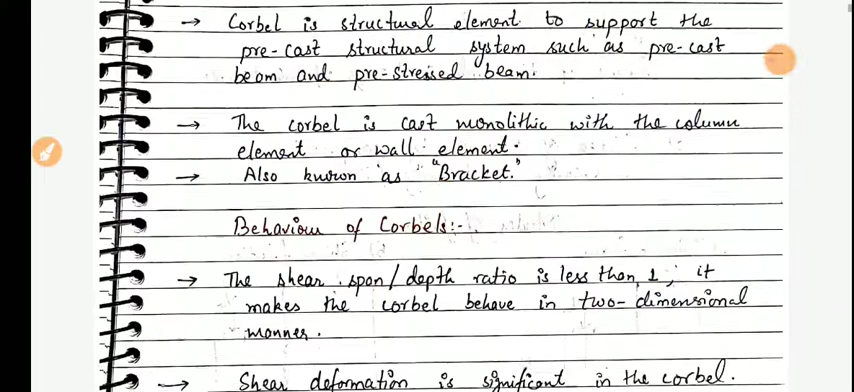 → Corbel is structural element to support the
pre-cast structural system such as pre-cast
beam and pre-stressed beam.
→ The corbel is cast monolithic with the column
element or wall element.
→ Also known as "Bracket."
Behaviour of Corbels:-
→ The shear span/depth ratio is less than 1, it
makes the corbel behave in two-dimensional
manner.
→ Shear deformation is significant in the corbel.